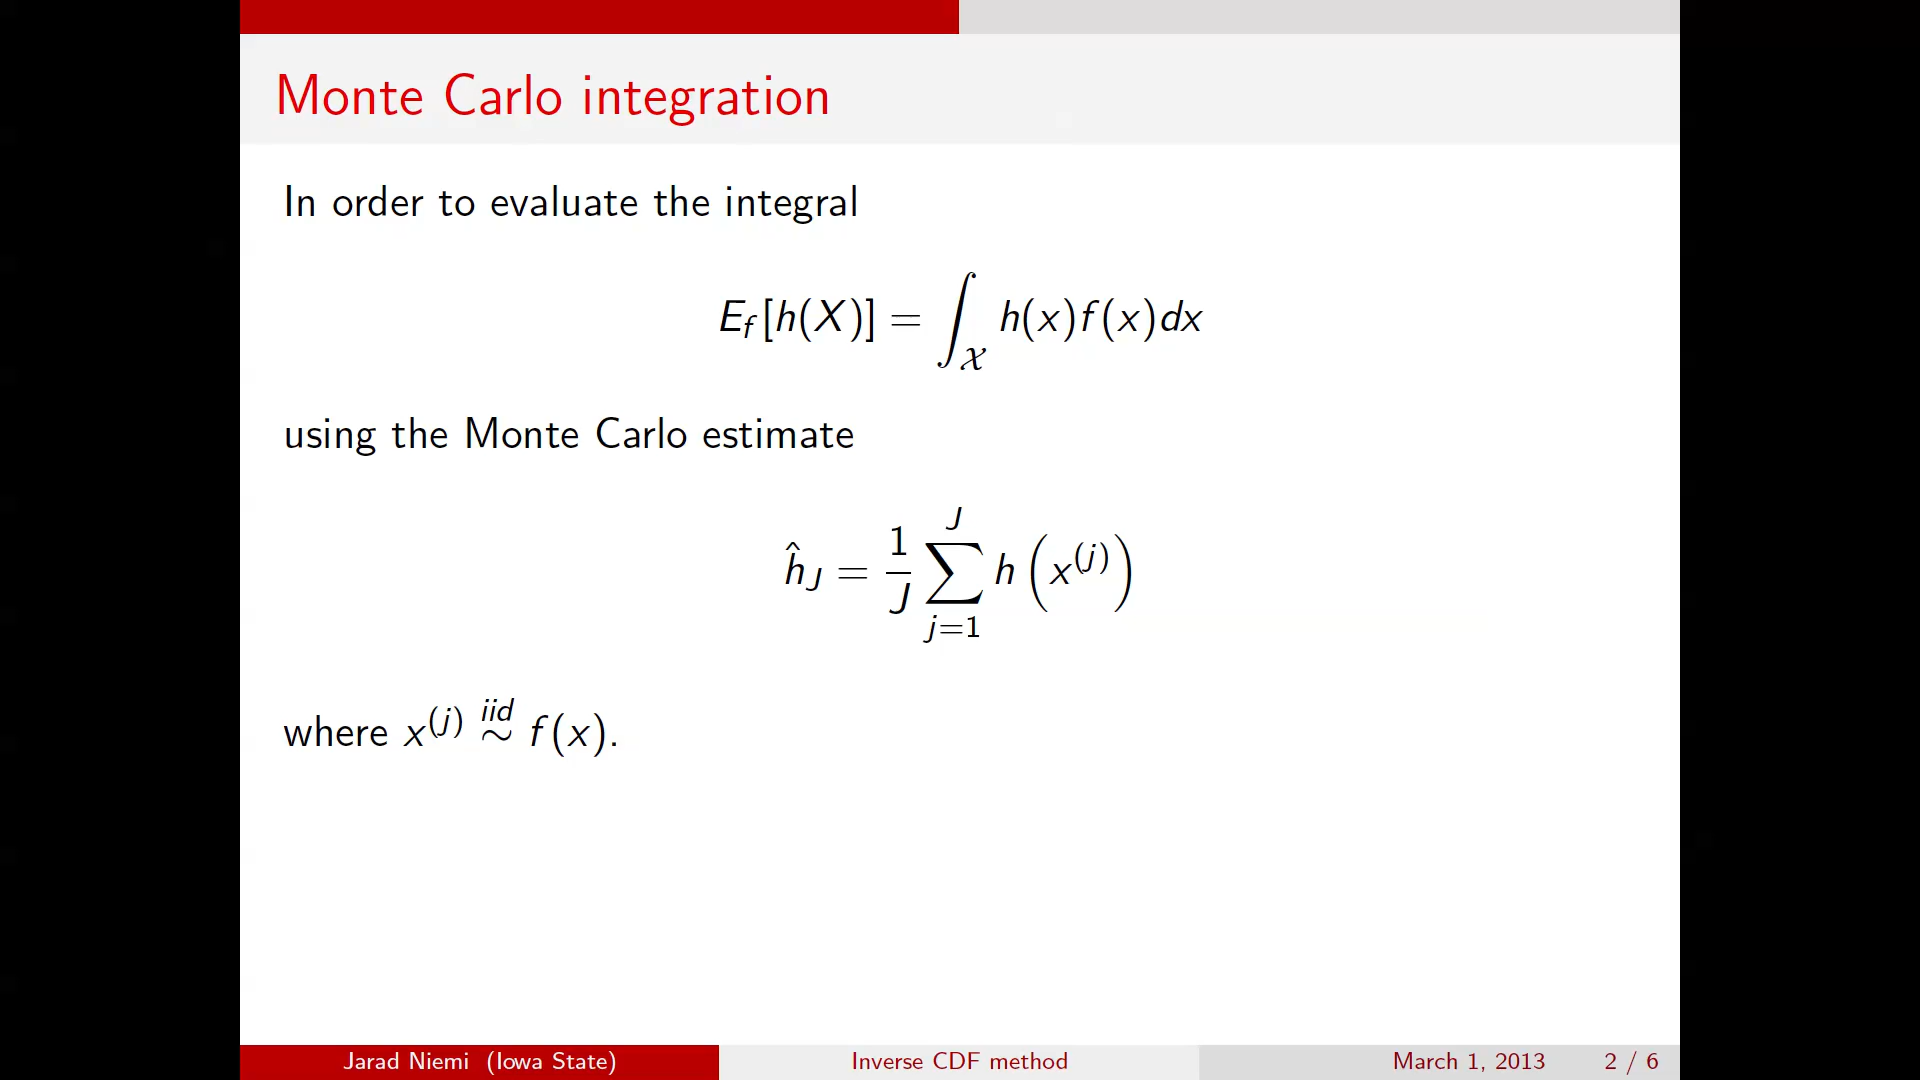 Monte Carlo integration
In order to evaluate the integral
E_f[h(X)] = ∫_𝒳 h(x)f(x)dx
using the Monte Carlo estimate
ĥ_J = 1/J ∑_{j=1}^{J} h(x^{(j)})
where x^{(j)} iid ∼ f(x).
Jarad Niemi (Iowa State) Inverse CDF method March 1, 2013 2 / 6